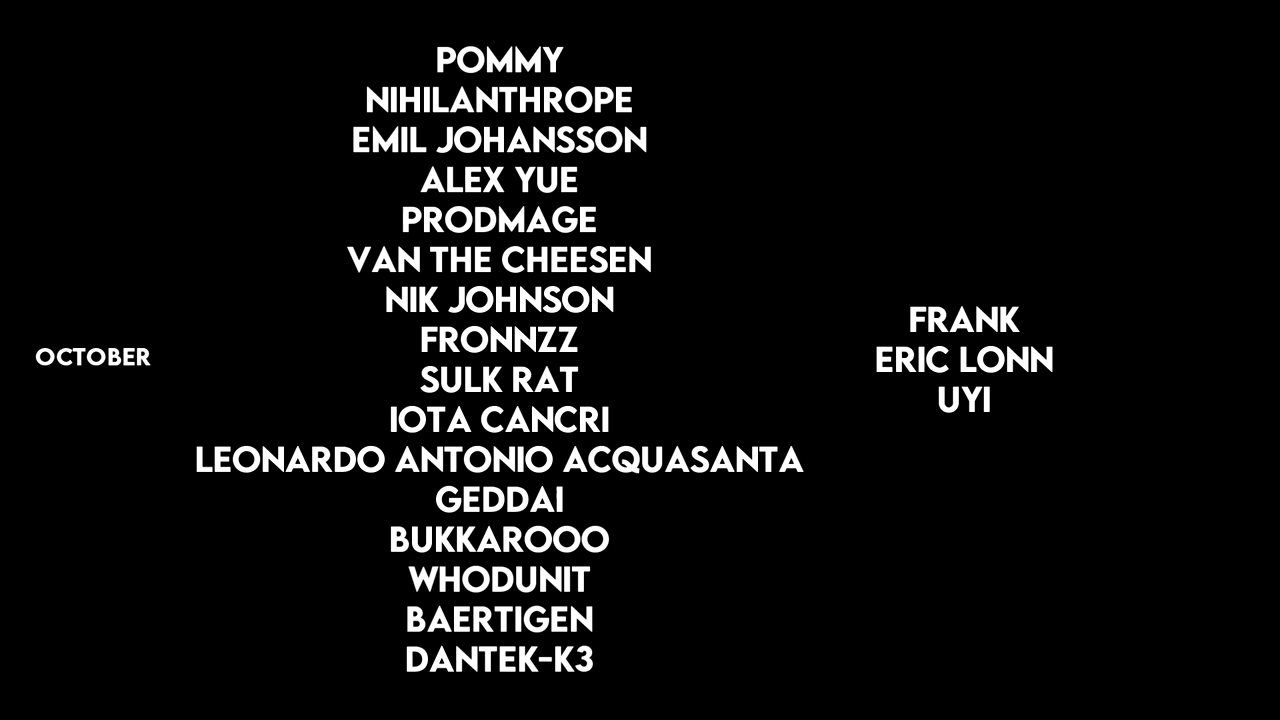 OCTOBER
POMMY
NIHILANTHROPE
EMIL JOHANSSON
ALEX YUE
PRODMAGE
VAN THE CHEESEN
NIK JOHNSON
FRONNZZ
SULK RAT
IOTA CANCRI
LEONARDO ANTONIO ACQUASANTA
GEDDAI
BUKKAROOO
WHODUNIT
BAERTIGEN
DANTEK-K3
FRANK
ERIC LONN
UYI